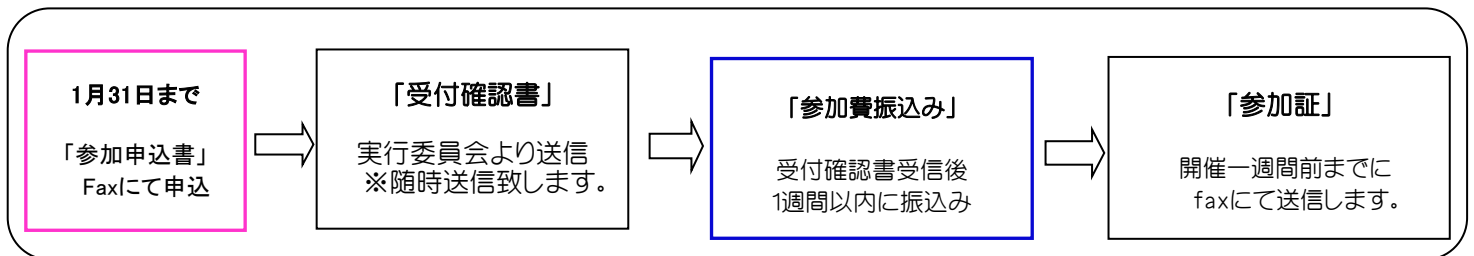 1月31日まで
「参加申込書」
Faxにて申込
「受付確認書」
実行委員会より送信
※随時送信致します。
「参加費振込み」
受付確認書受信後
1週間以内に振込み
「参加証」
開催一週間前までに
faxにて送信します。